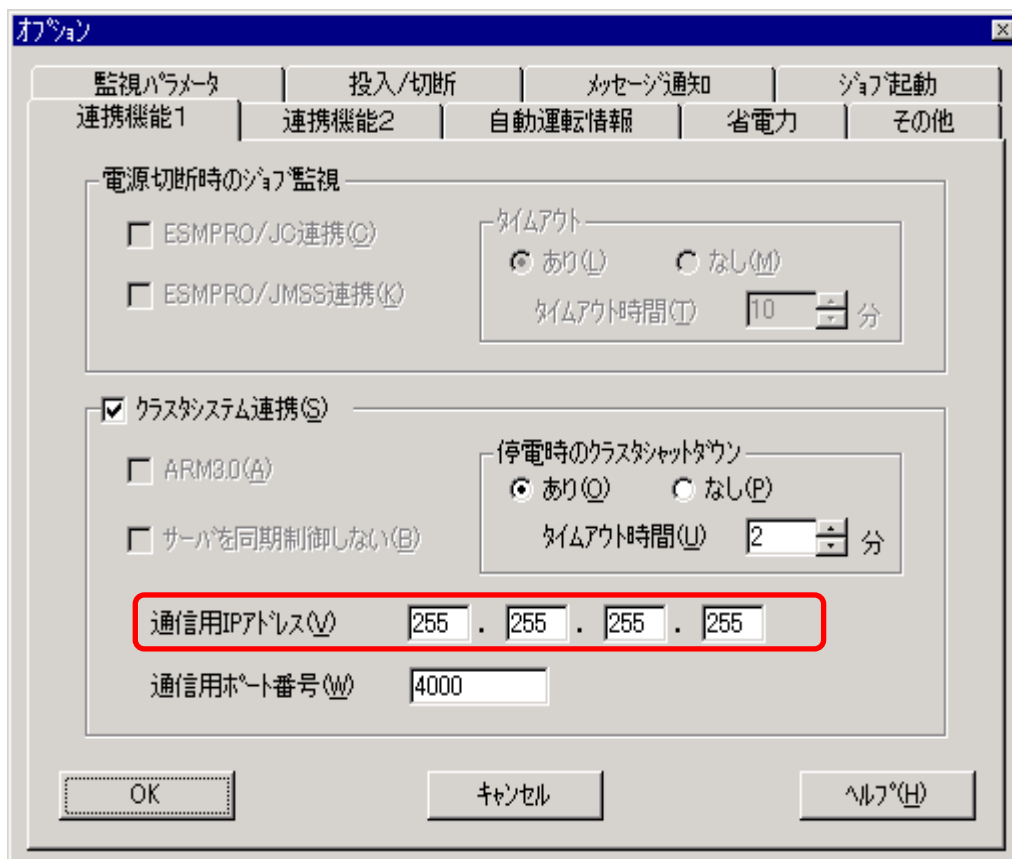 ｵﾌﾟｼｮﾝ
監視ﾊﾟﾗﾒｰﾀ 投入/切断 ﾒｯｾｰｼﾞ通知 ｼﾞｮﾌﾞ起動
連携機能1 連携機能2 自動運転情報 省電力 その他
電源切断時のｼﾞｮﾌﾞ監視
ESMPRO/JC連携(C)
ESMPRO/JMSS連携(K)
ﾀｲﾑｱｳﾄ
あり(L) なし(M)
ﾀｲﾑｱｳﾄ時間(T) 10 分
ｸﾗｽﾀｼｽﾃﾑ連携(S)
ARM3.0(A)
ｻｰﾊﾞを同期制御しない(B)
停電時のｸﾗｽﾀｼｬｯﾄﾀﾞｳﾝ
あり(O) なし(P)
ﾀｲﾑｱｳﾄ時間(U) 2 分
通信用IPｱﾄﾞﾚｽ(V) 255 . 255 . 255 . 255
通信用ﾎﾟｰﾄ番号(W) 4000
OK ｷｬﾝｾﾙ ﾍﾙﾌﾟ(H)